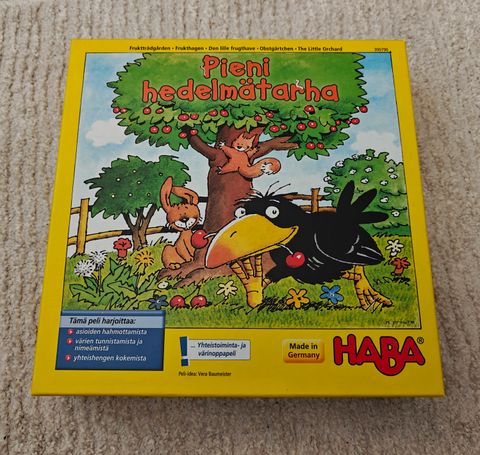 Fruktträdgården • Frukthagen • Den lille frugthave • Obstgärtchen • The Little Orchard
Pieni
hedelmätarha
Tämä peli harjoittaa:
asioiden hahmottamista
värien tunnistamista ja
nimeämistä
yhteishengen kokemista
! ... Yhteistoiminta- ja
värinoppapeli
Peli-idea: Vera Baumeister
Made in
Germany
HABA®